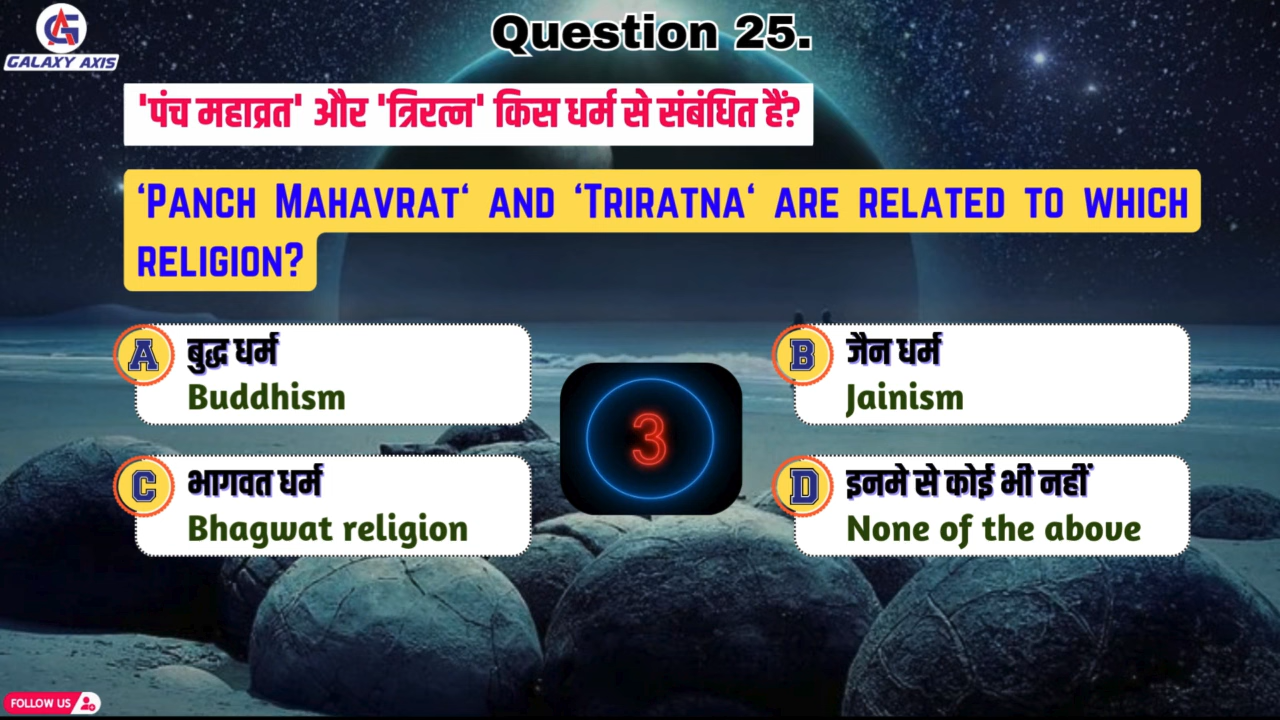 GALAXY AXIS
Question 25.
'पंच महाव्रत' और 'त्रिरत्न' किस धर्म से संबंधित हैं?
‘Panch Mahavrat‘ and ‘Triratna‘ are related to which
religion?
A
बुद्ध धर्म
Buddhism
B
जैन धर्म
Jainism
3
C
भागवत धर्म
Bhagwat religion
D
इनमे से कोई भी नहीं
None of the above
FOLLOW US